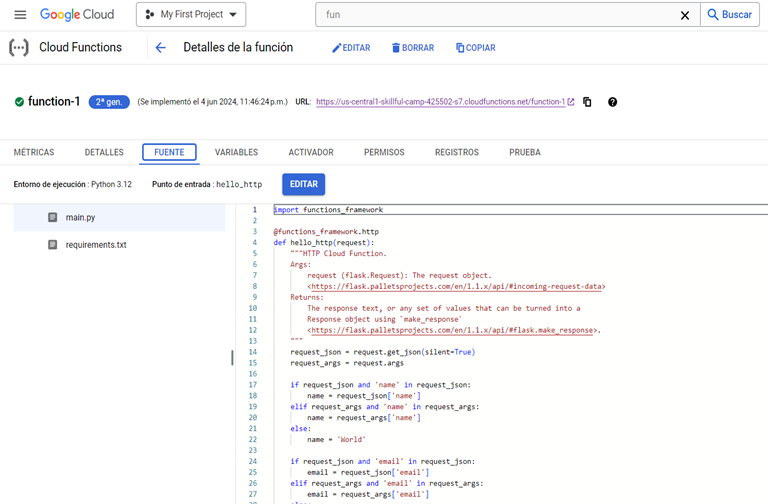 Google Cloud
My First Project
fun
Buscar
Cloud Functions
Detalles de la función
EDITAR
BORRAR
COPIAR
function-1
2ª gen.
(Se implementó el 4 jun 2024, 11:46:24 p.m.)
URL:
https://us-central1-skillful-camp-425502-s7.cloudfunctions.net/function-1
MÉTRICAS
DETALLES
FUENTE
VARIABLES
ACTIVADOR
PERMISOS
REGISTROS
PRUEBA
Entorno de ejecución : Python 3.12
Punto de entrada : hello_http
EDITAR
main.py
requirements.txt
1 import functions_framework
2
3 @functions_framework.http
4 def hello_http(request):
5     """HTTP Cloud Function.
6     Args:
7         request (flask.Request): The request object.
8         <https://flask.palletsprojects.com/en/1.1.x/api/#incoming-request-data>
9     Returns:
10         The response text, or any set of values that can be turned into a
11         Response object using `make_response`
12         <https://flask.palletsprojects.com/en/1.1.x/api/#flask.make_response>.
13     """
14     request_json = request.get_json(silent=True)
15     request_args = request.args
16
17     if request_json and 'name' in request_json:
18         name = request_json['name']
19     elif request_args and 'name' in request_args:
20         name = request_args['name']
21     else:
22         name = 'World'
23
24     if request_json and 'email' in request_json:
25         email = request_json['email']
26     elif request_args and 'email' in request_args:
27         email = request_args['email']